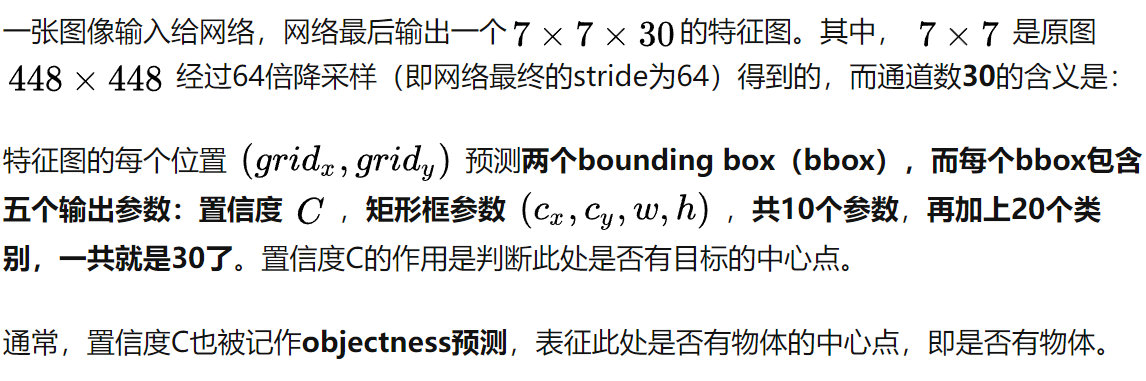 一张图像输入给网络，网络最后输出一个 7 × 7 × 30 的特征图。其中， 7 × 7 是原图
448 × 448 经过64倍降采样（即网络最终的stride为64）得到的，而通道数30的含义是：
特征图的每个位置 (grid_x, grid_y) 预测两个bounding box（bbox），而每个bbox包含
五个输出参数：置信度 C ，矩形框参数 (c_x, c_y, w, h) ，共10个参数，再加上20个类
别，一共就是30了。置信度C的作用是判断此处是否有目标的中心点。
通常，置信度C也被记作objectness预测，表征此处是否有物体的中心点，即是否有物体。